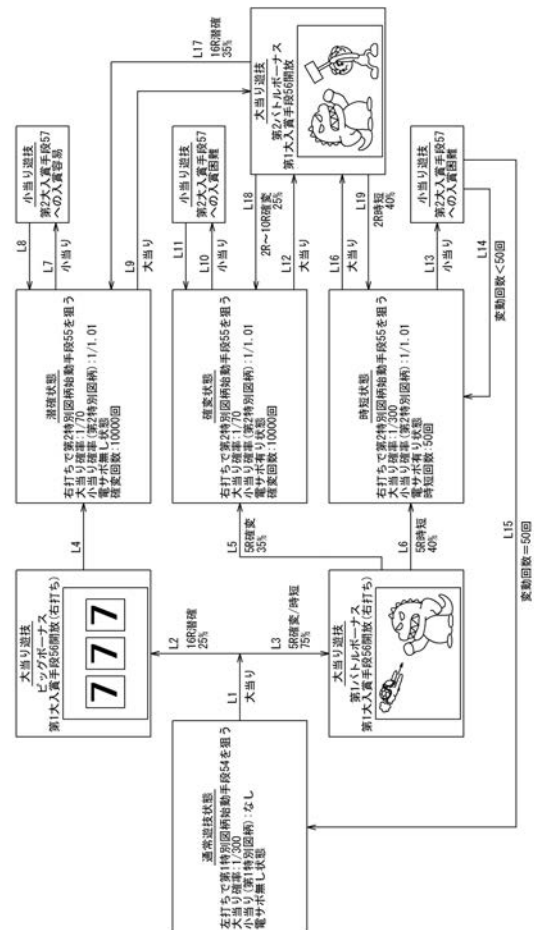 図42
通常遊技状態
左打ちで第1特別図柄始動手段54を狙う
大当り確率:1/300
小当り(第1特別図柄):なし
電サポ無し状態
L1
大当り
L2
16R潜確
25%
L3
5R確変/時短
75%
大当り遊技
ビッグボーナス
第1大入賞手段56開放(右打ち)
7 7 7
大当り遊技
第1バトルボーナス
第1大入賞手段56開放(右打ち)
L4
L5
5R確変
35%
L6
5R時短
40%
潜確状態
右打ちで第2特別図柄始動手段55を狙う
大当り確率:1/70
小当り確率(第2特別図柄):1/1.01
電サポ無し状態
確変回数:10000回
確変状態
右打ちで第2特別図柄始動手段55を狙う
大当り確率:1/70
小当り確率(第2特別図柄):1/1.01
電サポ有り状態
確変回数:10000回
時短状態
右打ちで第2特別図柄始動手段55を狙う
大当り確率:1/300
小当り確率(第2特別図柄):1/1.01
電サポ有り状態
時短回数:50回
L8
L7
小当り
L9
大当り
L11
L10
小当り
L18
2R～10R確変
25%
L12
大当り
L16
大当り
L19
2R時短
40%
L13
小当り
L14
変動回数<50回
L15
変動回数=50回
小当り遊技
第2大入賞手段57
への入賞容易
小当り遊技
第2大入賞手段57
への入賞困難
小当り遊技
第2大入賞手段57
への入賞困難
L17
16R潜確
35%
大当り遊技
第2バトルボーナス
第1大入賞手段56開放